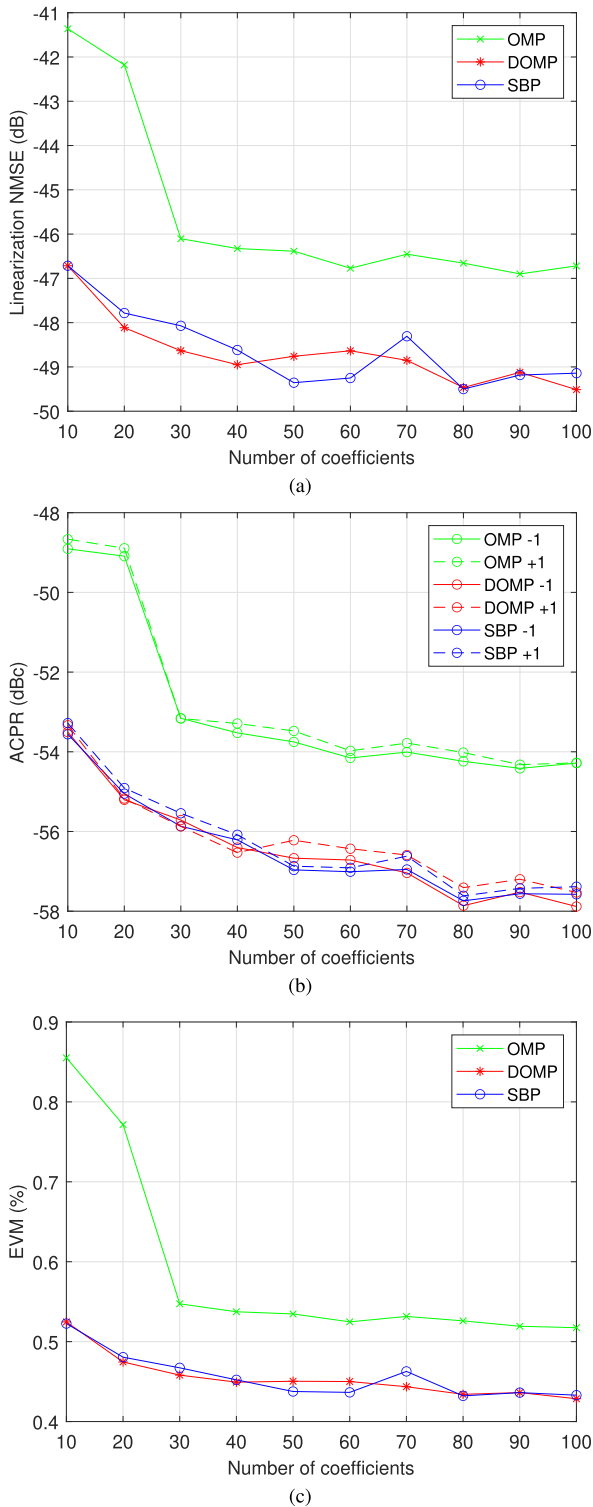 -41
-42
-43
-44
-45
-46
-47
-48
-49
-50
Linearization NMSE (dB)
OMP
DOMP
SBP
10 20 30 40 50 60 70 80 90 100
Number of coefficients
(a)
-48
-50
-52
-54
-56
-58
ACPR (dBc)
OMP -1
OMP +1
DOMP -1
DOMP +1
SBP -1
SBP +1
10 20 30 40 50 60 70 80 90 100
Number of coefficients
(b)
0.9
0.8
0.7
0.6
0.5
0.4
EVM (%)
OMP
DOMP
SBP
10 20 30 40 50 60 70 80 90 100
Number of coefficients
(c)